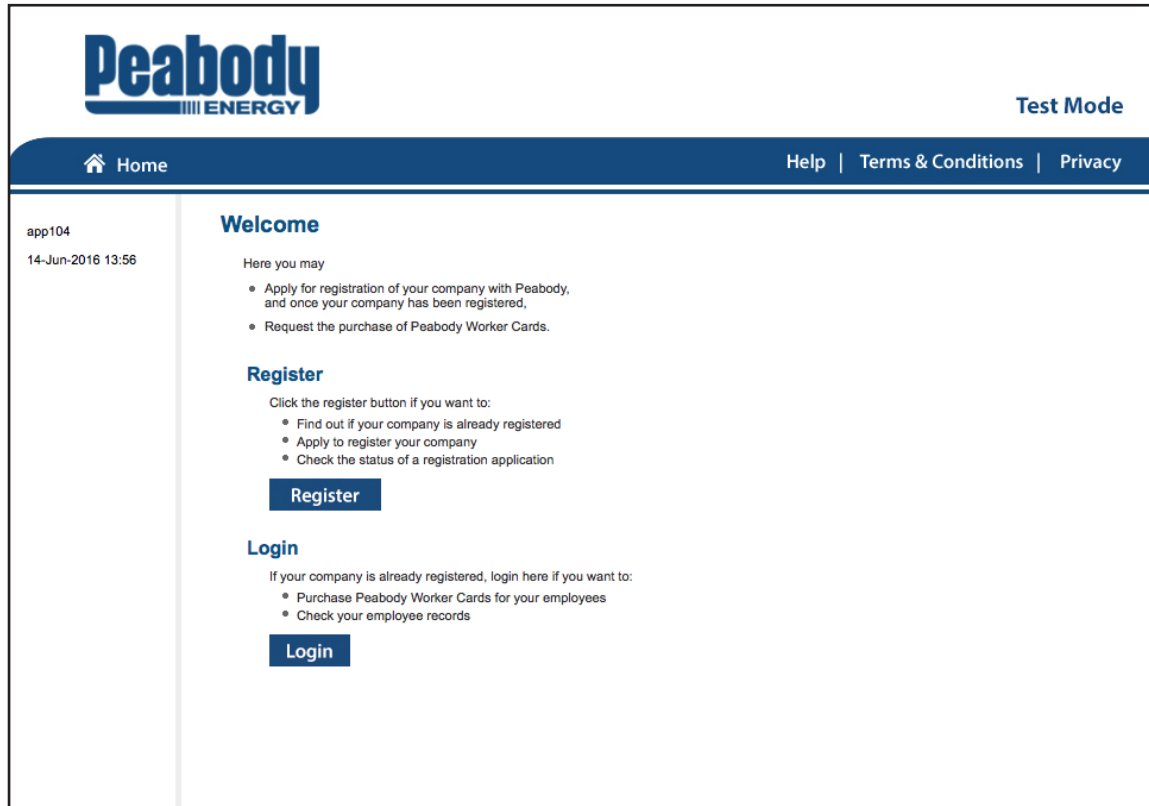 Peabody
ENERGY
Test Mode
Home
Help | Terms & Conditions | Privacy
app104
14-Jun-2016 13:56
Welcome
Here you may
• Apply for registration of your company with Peabody,
and once your company has been registered,
• Request the purchase of Peabody Worker Cards.
Register
Click the register button if you want to:
• Find out if your company is already registered
• Apply to register your company
• Check the status of a registration application
Register
Login
If your company is already registered, login here if you want to:
• Purchase Peabody Worker Cards for your employees
• Check your employee records
Login